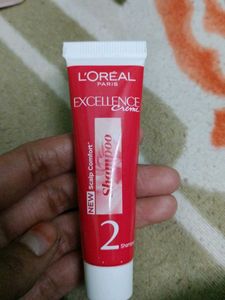 L'ORÉAL
PARIS
EXCELLENCE
Crème
NEW Scalp Comfort*
Shampoo
2